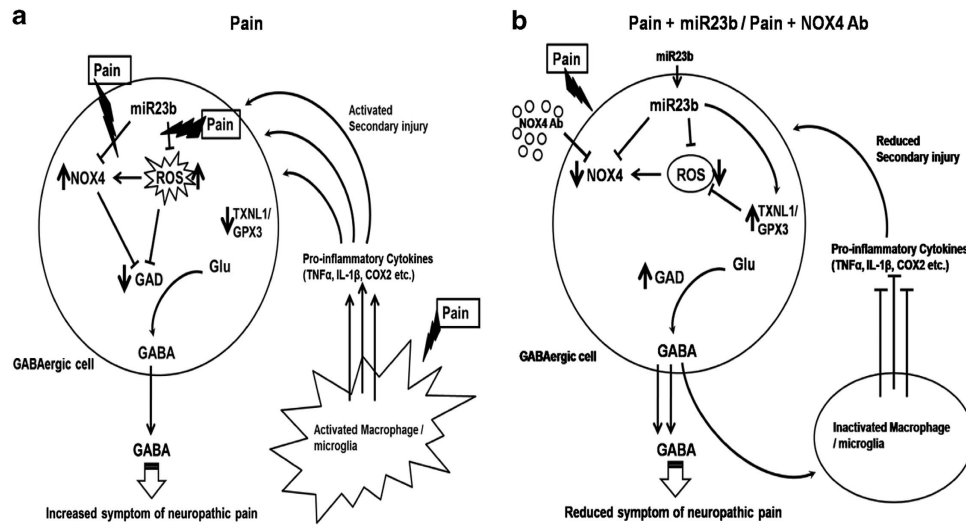 a
Pain
Pain
miR23b
Pain
Activated
Secondary injury
NOX4
ROS
TXNL1/
GPX3
GAD
Glu
Pro-inflammatory Cytokines
(TNFα, IL-1β, COX2 etc.)
Pain
GABAergic cell
GABA
Activated Macrophage /
microglia
GABA
Increased symptom of neuropathic pain
b
Pain + miR23b / Pain + NOX4 Ab
miR23b
Pain
miR23b
NOX4 Ab
Reduced
Secondary injury
NOX4
ROS
TXNL1/
GPX3
GAD
Glu
Pro-inflammatory Cytokines
(TNFα, IL-1β, COX2 etc.)
GABAergic cell
GABA
Inactivated Macrophage
/ microglia
GABA
Reduced symptom of neuropathic pain